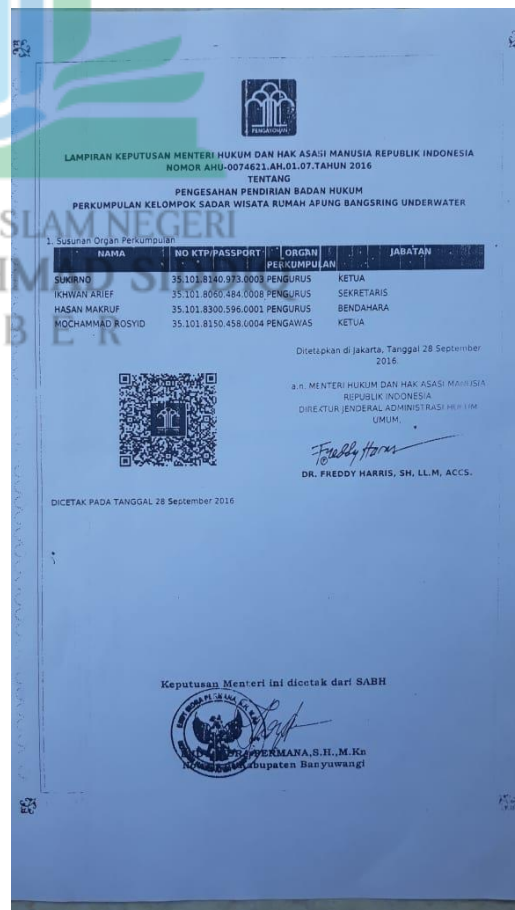 PENGAYOMAN
LAMPIRAN KEPUTUSAN MENTERI HUKUM DAN HAK ASASI MANUSIA REPUBLIK INDONESIA
NOMOR AHU-0074621.AH.01.07.TAHUN 2016
TENTANG
PENGESAHAN PENDIRIAN BADAN HUKUM
PERKUMPULAN KELOMPOK SADAR WISATA RUMAH APUNG BANGSRING UNDERWATER
SLAM NEGERI
1. Susunan Organ Perkumpulan
NAMA NO KTP/PASSPORT ORGAN PERKUMPULAN JABATAN
SUKIRNO 35.101.8140.973.0003 PENGURUS KETUA
IKHWAN ARIEF 35.101.8060.484.0008 PENGURUS SEKRETARIS
HASAN MAKRUF 35.101.8300.596.0001 PENGURUS BENDAHARA
MOCHAMMAD ROSYID 35.101.8150.458.0004 PENGAWAS KETUA
B E R
Ditetapkan di Jakarta, Tanggal 28 September
2016.
a.n. MENTERI HUKUM DAN HAK ASASI MANUSIA
REPUBLIK INDONESIA
DIREKTUR JENDERAL ADMINISTRASI HUKUM
UMUM,
Freddy Harris
DR. FREDDY HARRIS, SH, LL.M, ACCS.
DICETAK PADA TANGGAL 28 September 2016
Keputusan Menteri ini dicetak dari SABH
PERMANA,S.H.,M.Kn
Kabupaten Banyuwangi